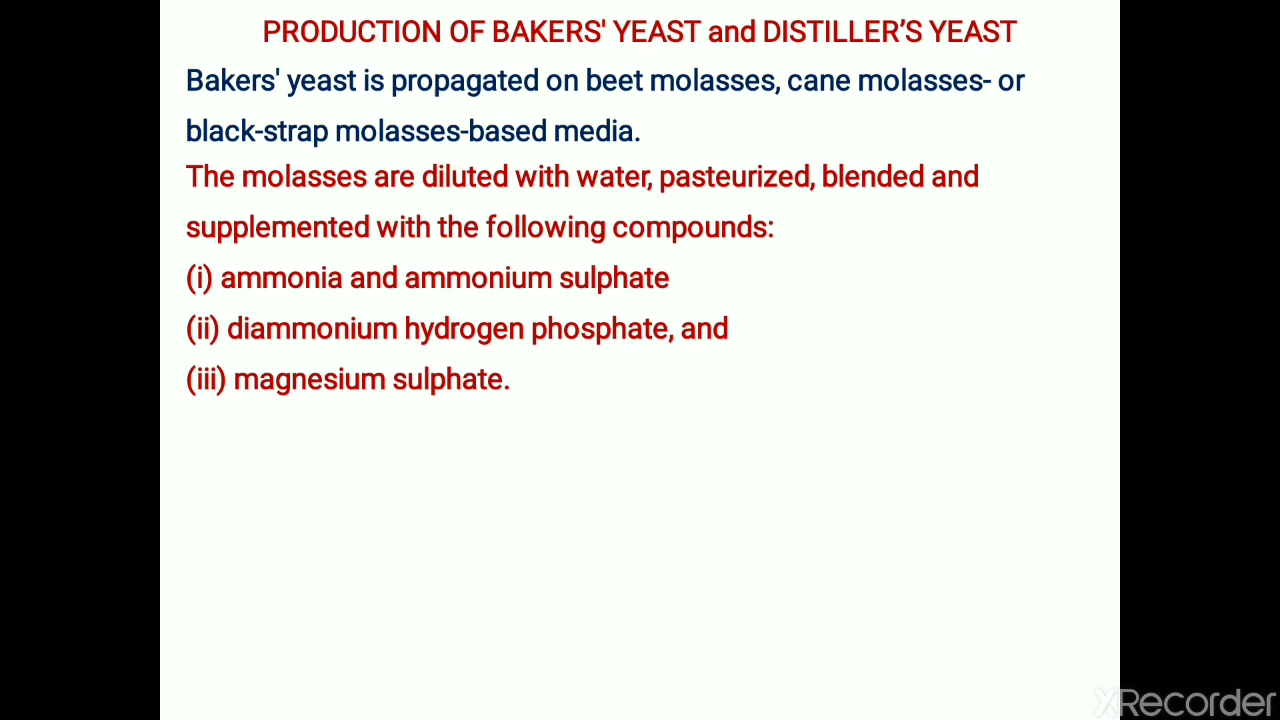 PRODUCTION OF BAKERS' YEAST and DISTILLER’S YEAST
Bakers' yeast is propagated on beet molasses, cane molasses- or
black-strap molasses-based media.
The molasses are diluted with water, pasteurized, blended and
supplemented with the following compounds:
(i) ammonia and ammonium sulphate
(ii) diammonium hydrogen phosphate, and
(iii) magnesium sulphate.
XRecorder